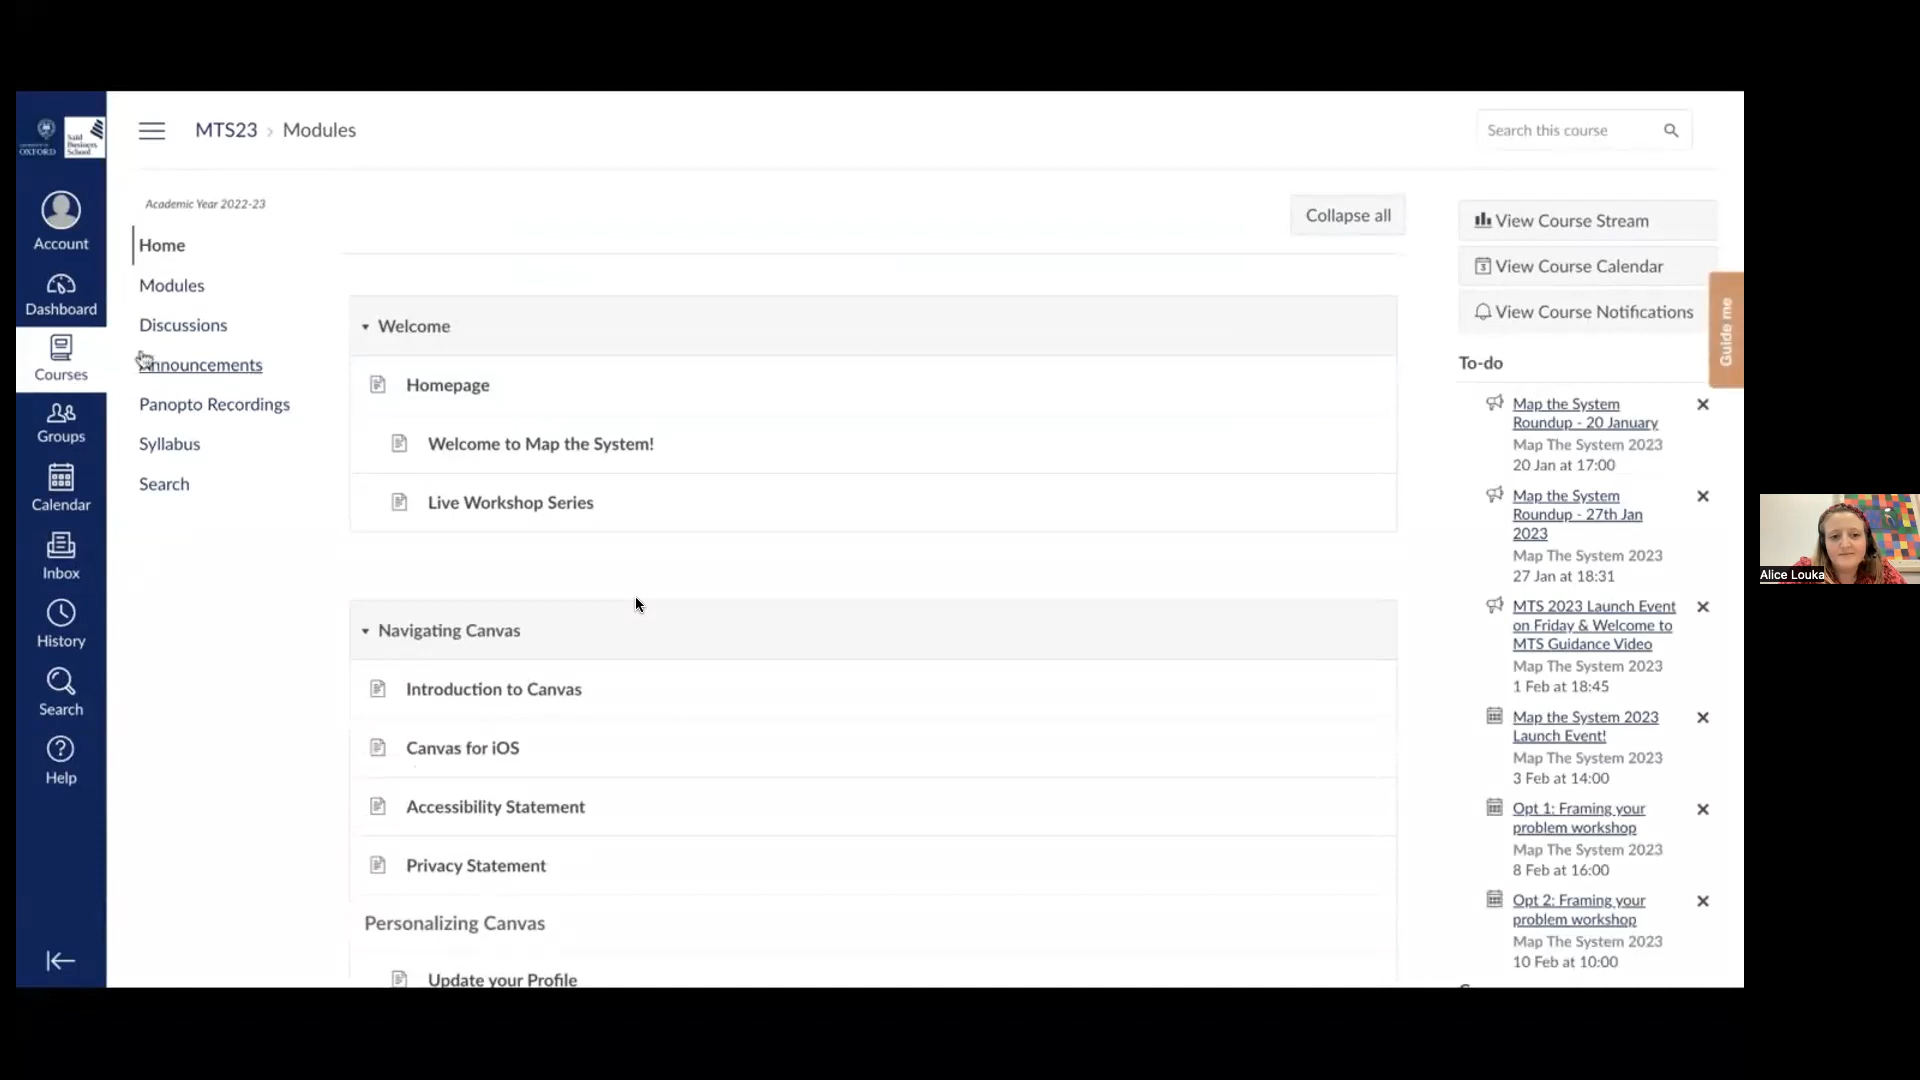 UNIVERSITY OF
OXFORD
Saïd
Business
School
Account
Dashboard
Courses
Groups
Calendar
Inbox
History
Search
Help
MTS23 › Modules
Search this course
Academic Year 2022-23
Home
Modules
Discussions
Announcements
Panopto Recordings
Syllabus
Search
Collapse all
Welcome
Homepage
Welcome to Map the System!
Live Workshop Series
Navigating Canvas
Introduction to Canvas
Canvas for iOS
Accessibility Statement
Privacy Statement
Personalizing Canvas
Update your Profile
View Course Stream
3 View Course Calendar
View Course Notifications
Guide me
To-do
Map the System
Roundup - 20 January
Map The System 2023
20 Jan at 17:00
Map the System
Roundup - 27th Jan
2023
Map The System 2023
27 Jan at 18:31
MTS 2023 Launch Event
on Friday & Welcome to
MTS Guidance Video
Map The System 2023
1 Feb at 18:45
Map the System 2023
Launch Event!
Map The System 2023
3 Feb at 14:00
Opt 1: Framing your
problem workshop
Map The System 2023
8 Feb at 16:00
Opt 2: Framing your
problem workshop
Map The System 2023
10 Feb at 10:00
Alice Louka